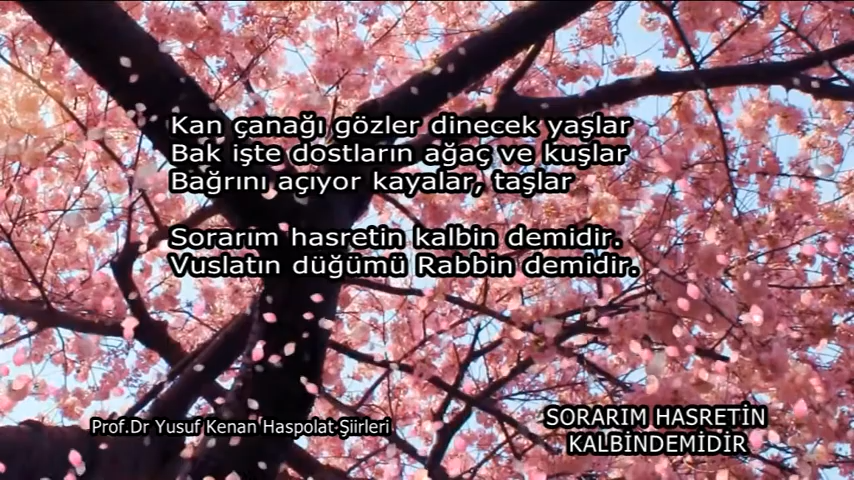 Kan çanağı gözler dinecek yaşlar
Bak işte dostların ağaç ve kuşlar
Bağrını açıyor kayalar, taşlar
Sorarım hasretin kalbin demidir.
Vuslatın düğümü Rabbin demidir.
Prof.Dr Yusuf Kenan Haspolat Şiirleri
SORARIM HASRETİN
KALBİNDEMİDİR